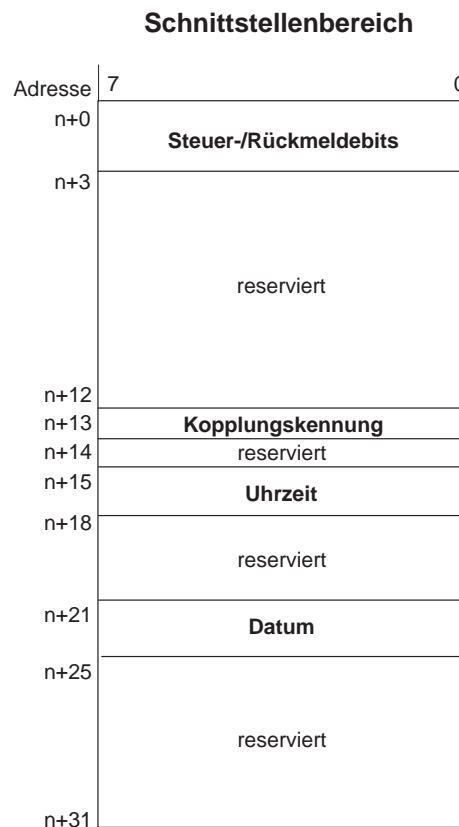 Schnittstellenbereich
Adresse 7 0
n+0
Steuer-/Rückmeldebits
n+3
reserviert
n+12
n+13 Kopplungskennung
n+14 reserviert
n+15
Uhrzeit
n+18
reserviert
n+21
Datum
n+25
reserviert
n+31